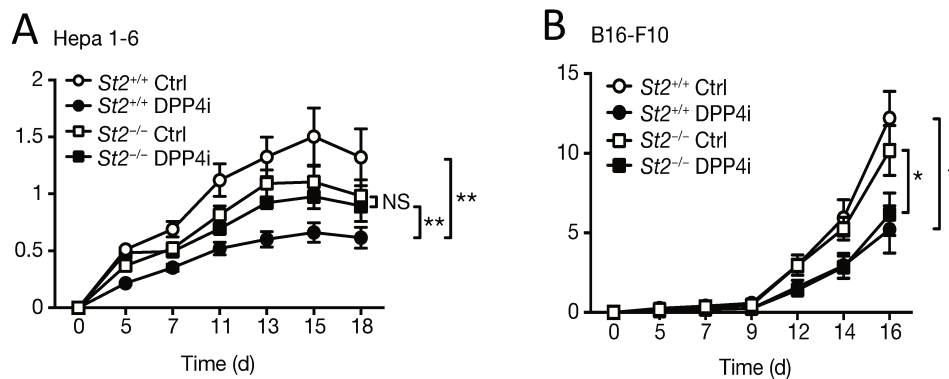 A Hepa 1-6
2
1.5
1
0.5
0
St2+/+ Ctrl
St2+/+ DPP4i
St2−/− Ctrl
St2−/− DPP4i
NS
**
**
0 5 7 11 13 15 18
Time (d)
B B16-F10
15
10
5
0
St2+/+ Ctrl
St2+/+ DPP4i
St2−/− Ctrl
St2−/− DPP4i
*
0 5 7 9 12 14 16
Time (d)